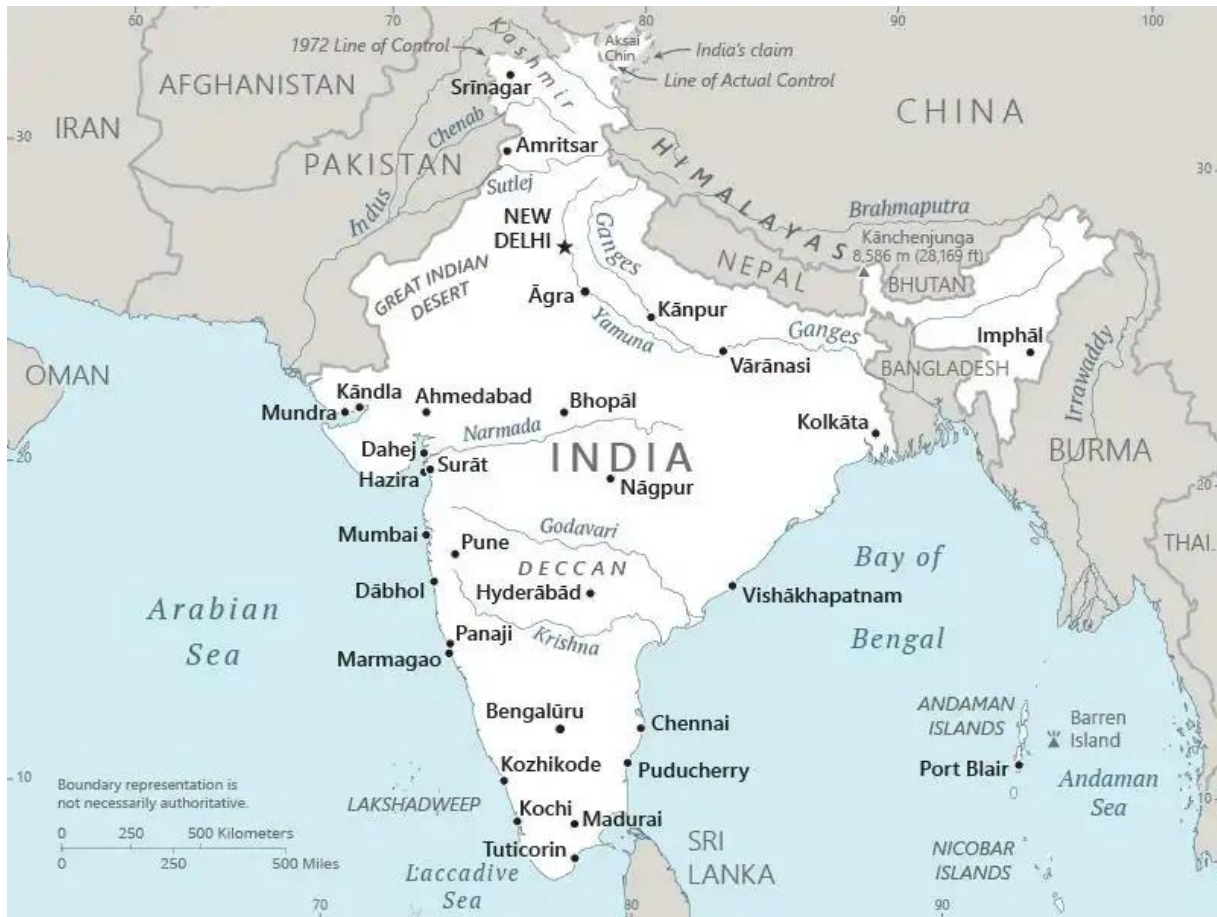 60
70
80
90
100
1972 Line of Control
Kashmir
Aksai
Chin
India's claim
Line of Actual Control
AFGHANISTAN
Srīnagar
CHINA
IRAN
30
Chenab
Amritsar
PAKISTAN
30
HIMALAYAS
Sutlej
Indus
NEW
DELHI
Ganges
Brahmaputra
Kānchenjunga
8,586 m (28,169 ft)
NEPAL
BHUTAN
GREAT INDIAN
DESERT
Āgra
Kānpur
Yamuna
Ganges
Imphāl
Vārānasi
BANGLADESH
Irrawaddy
OMAN
Kāndla
Mundra
Ahmedabad
Bhopāl
Kolkāta
Narmada
Dahej
INDIA
BURMA
20
Surāt
Hazira
Nāgpur
20
Mumbai
Pune
Godavari
THAI.
Bay of
Bengal
DECCAN
Dābhol
Hyderābād
Vishākhapatnam
Arabian
Sea
Krishna
Panaji
Marmagao
Bengalūru
Chennai
ANDAMAN
ISLANDS
Barren
Island
Kozhikode
Puducherry
Port Blair
10
Andaman
Sea
10
Boundary representation is
not necessarily authoritative.
LAKSHADWEEP
Kochi
Madurai
0 250 500 Kilometers
0 250 500 Miles
Tuticorin
SRI
LANKA
NICOBAR
ISLANDS
Laccadive
Sea
70
80
90